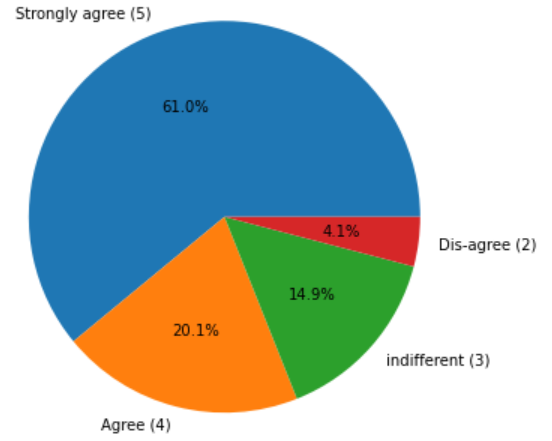 Strongly agree (5)
61.0%
4.1%
Dis-agree (2)
14.9%
20.1%
indifferent (3)
Agree (4)